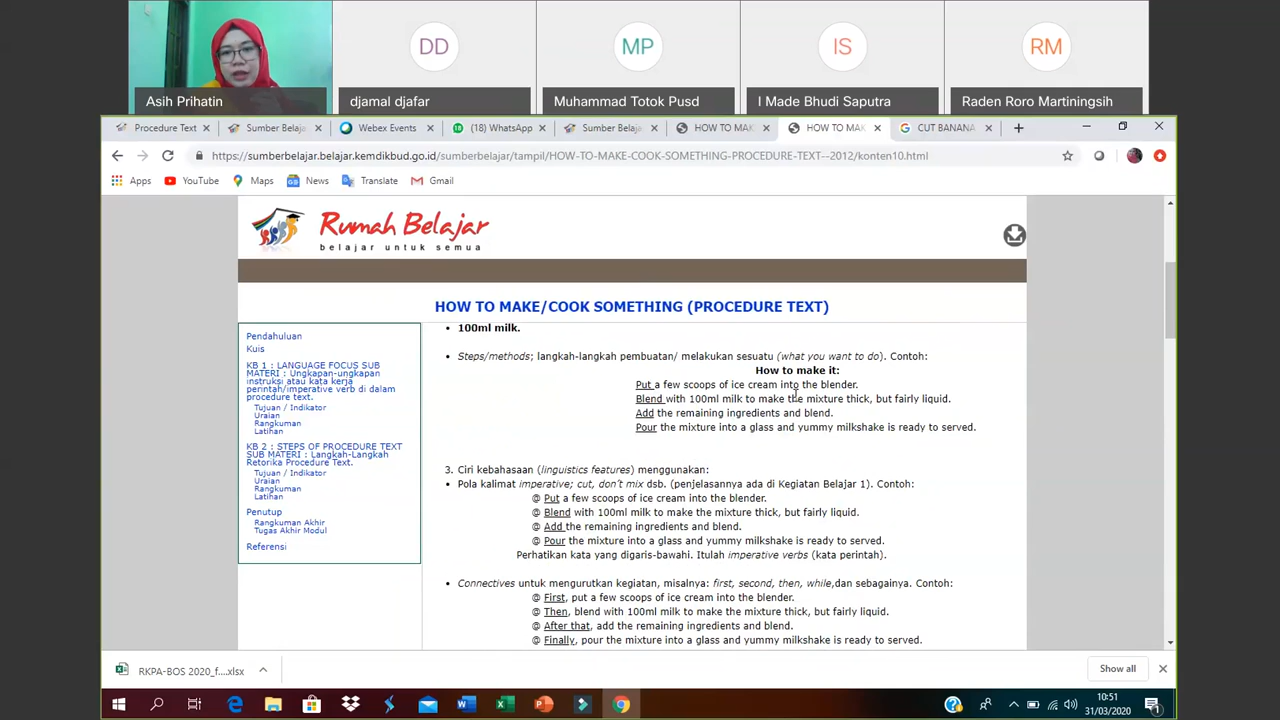 DD
MP
IS
RM
Asih Prihatin
djamal djafar
Muhammad Totok Pusd
I Made Bhudi Saputra
Raden Roro Martiningsih
Procedure Text
Sumber Belaja
Webex Events
(18) WhatsApp
Sumber Belaja
HOW TO MAK
HOW TO MAK
CUT BANANA
https://sumberbelajar.belajar.kemdikbud.go.id/sumberbelajar/tampil/HOW-TO-MAKE-COOK-SOMETHING-PROCEDURE-TEXT--2012/konten10.html
Apps
YouTube
Maps
News
Translate
Gmail
Rumah Belajar
belajar untuk semua
HOW TO MAKE/COOK SOMETHING (PROCEDURE TEXT)
Pendahuluan
Kuis
KB 1 : LANGUAGE FOCUS SUB
MATERI : Ungkapan-ungkapan
instruksi atau kata kerja
perintah/imperative verb di dalam
procedure text.
Tujuan / Indikator
Uraian
Rangkuman
Latihan
KB 2 : STEPS OF PROCEDURE TEXT
SUB MATERI : Langkah-Langkah
Retorika Procedure Text.
Tujuan / Indikator
Uraian
Rangkuman
Latihan
Penutup
Rangkuman Akhir
Tugas Akhir Modul
Referensi
• 100ml milk.
• Steps/methods; langkah-langkah pembuatan/ melakukan sesuatu (what you want to do). Contoh:
How to make it:
Put a few scoops of ice cream into the blender.
Blend with 100ml milk to make the mixture thick, but fairly liquid.
Add the remaining ingredients and blend.
Pour the mixture into a glass and yummy milkshake is ready to served.
3. Ciri kebahasaan (linguistics features) menggunakan:
• Pola kalimat imperative; cut, don't mix dsb. (penjelasannya ada di Kegiatan Belajar 1). Contoh:
@ Put a few scoops of ice cream into the blender.
@ Blend with 100ml milk to make the mixture thick, but fairly liquid.
@ Add the remaining ingredients and blend.
@ Pour the mixture into a glass and yummy milkshake is ready to served.
Perhatikan kata yang digaris-bawahi. Itulah imperative verbs (kata perintah).
• Connectives untuk mengurutkan kegiatan, misalnya: first, second, then, while,dan sebagainya. Contoh:
@ First, put a few scoops of ice cream into the blender.
@ Then, blend with 100ml milk to make the mixture thick, but fairly liquid.
@ After that, add the remaining ingredients and blend.
@ Finally, pour the mixture into a glass and yummy milkshake is ready to served.
RKPA-BOS 2020_f....xlsx
Show all
10:51
31/03/2020